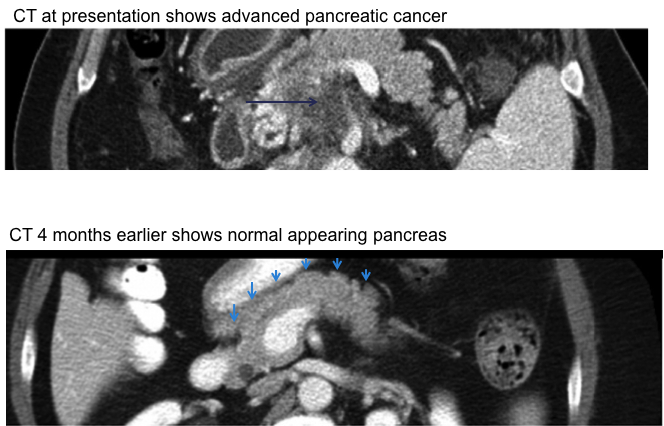 CT at presentation shows advanced pancreatic cancer
CT 4 months earlier shows normal appearing pancreas